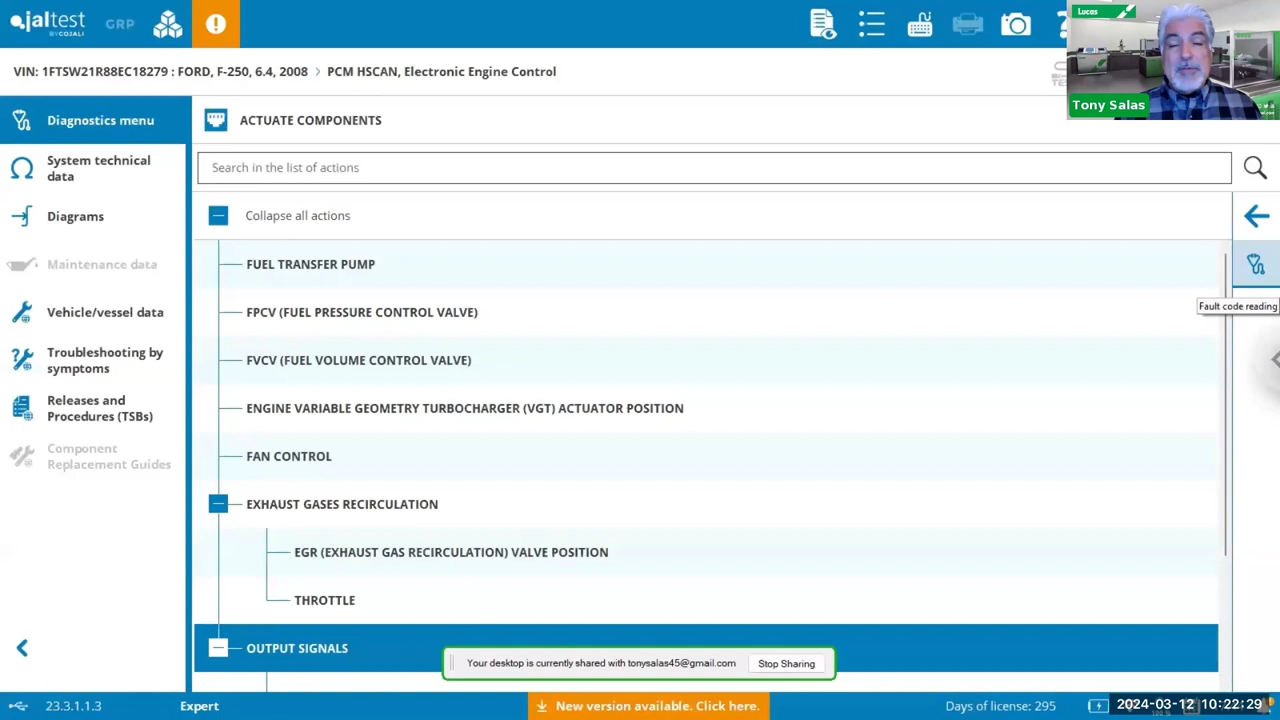 jaltest
BY COJALI
GRP
Lucas
Tony Salas
VIN: 1FTSW21R88EC18279 : FORD, F-250, 6.4, 2008 > PCM HSCAN, Electronic Engine Control
Diagnostics menu
System technical
data
Diagrams
Maintenance data
Vehicle/vessel data
Troubleshooting by
symptoms
Releases and
Procedures (TSBs)
Component
Replacement Guides
ACTUATE COMPONENTS
Search in the list of actions
Collapse all actions
FUEL TRANSFER PUMP
FPCV (FUEL PRESSURE CONTROL VALVE)
Fault code reading
FVCV (FUEL VOLUME CONTROL VALVE)
ENGINE VARIABLE GEOMETRY TURBOCHARGER (VGT) ACTUATOR POSITION
FAN CONTROL
EXHAUST GASES RECIRCULATION
EGR (EXHAUST GAS RECIRCULATION) VALVE POSITION
THROTTLE
OUTPUT SIGNALS
Your desktop is currently shared with tonysalas45@gmail.com
Stop Sharing
23.3.1.1.3
Expert
New version available. Click here.
Days of license: 295
2024-03-12 10:22:29